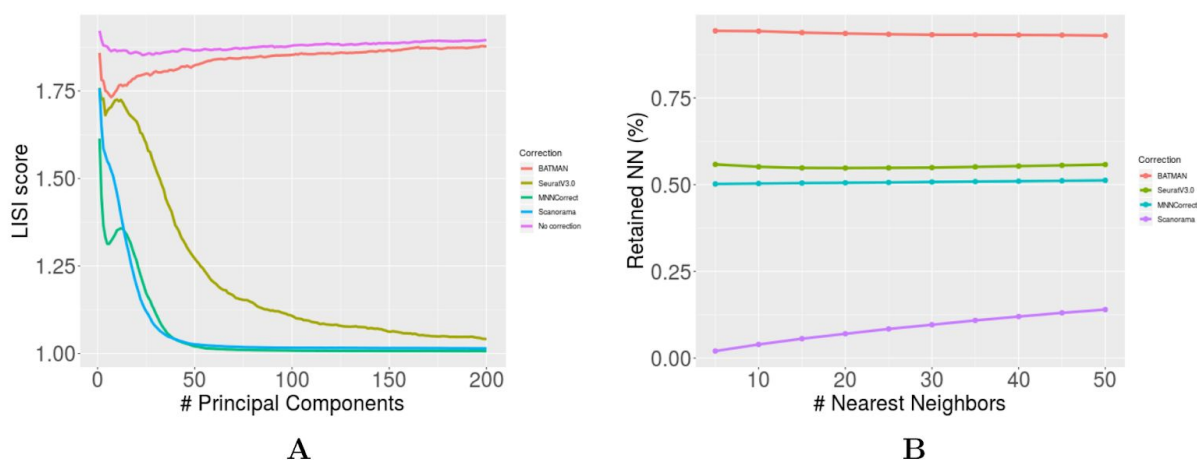 LISI score
1.75
1.50
1.25
1.00
0
50
100
150
200
# Principal Components
Correction
BATMAN
SeuratV3.0
MNNCorrect
Scanorama
No correction
A
Retained NN (%)
0.75
0.50
0.25
0.00
10
20
30
40
50
# Nearest Neighbors
Correction
BATMAN
SeuratV3.0
MNNCorrect
Scanorama
B